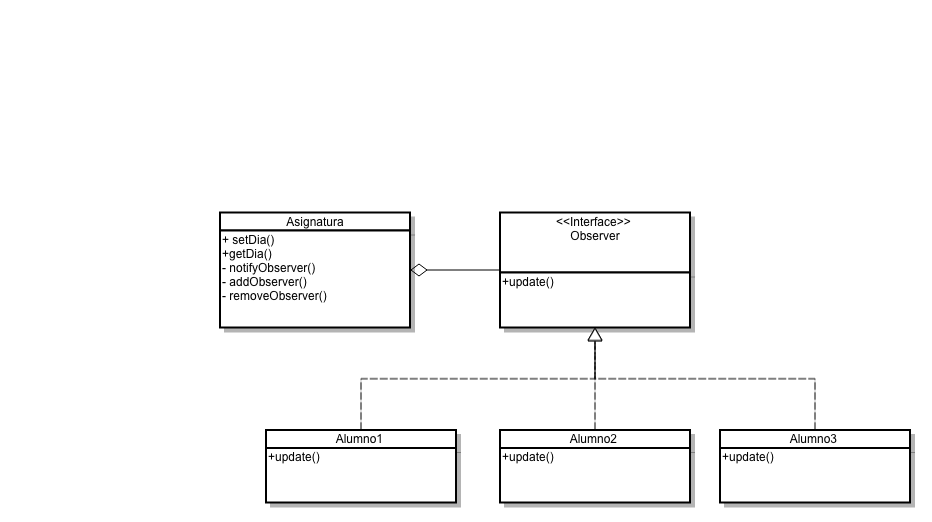 Asignatura
+ setDia()
+getDia()
- notifyObserver()
- addObserver()
- removeObserver()
<<Interface>>
Observer
+update()
Alumno1
+update()
Alumno2
+update()
Alumno3
+update()